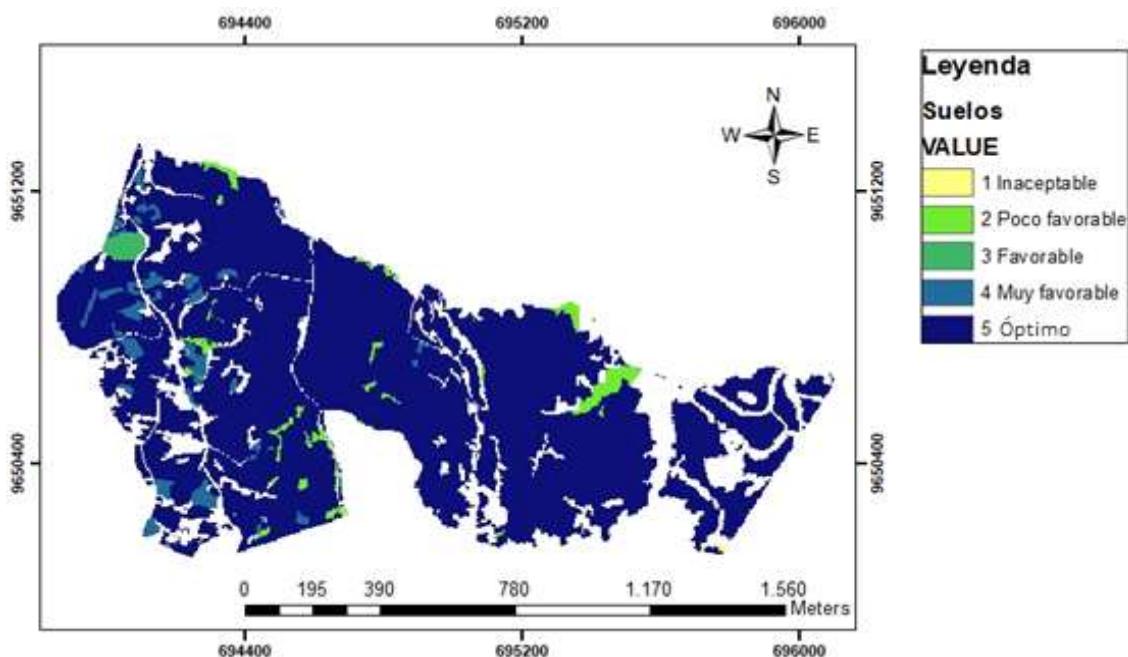 694400 695200 696000
Leyenda
Suelos
VALUE
1 Inaceptable
2 Poco favorable
3 Favorable
4 Muy favorable
5 Óptimo
N
W E
S
9651200 9651200
9650400 9650400
0 195 390 780 1.170 1.560
Meters
694400 695200 696000